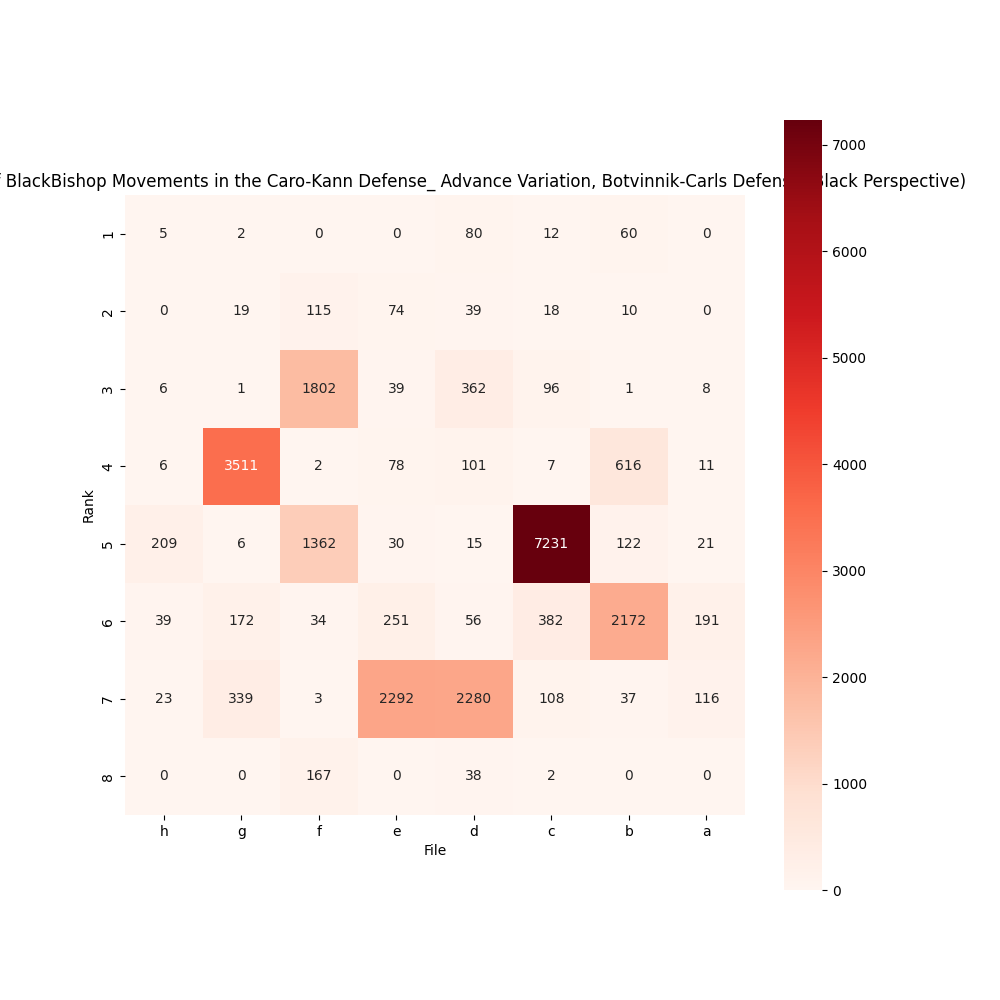 BlackBishop Movements in the Caro-Kann Defense_ Advance Variation, Botvinnik-Carls Defense (Black Perspective)
Rank
1 5 2 0 0 80 12 60 0
2 0 19 115 74 39 18 10 0
3 6 1 1802 39 362 96 1 8
4 6 3511 2 78 101 7 616 11
5 209 6 1362 30 15 7231 122 21
6 39 172 34 251 56 382 2172 191
7 23 339 3 2292 2280 108 37 116
8 0 0 167 0 38 2 0 0
h g f e d c b a
File
7000
6000
5000
4000
3000
2000
1000
0